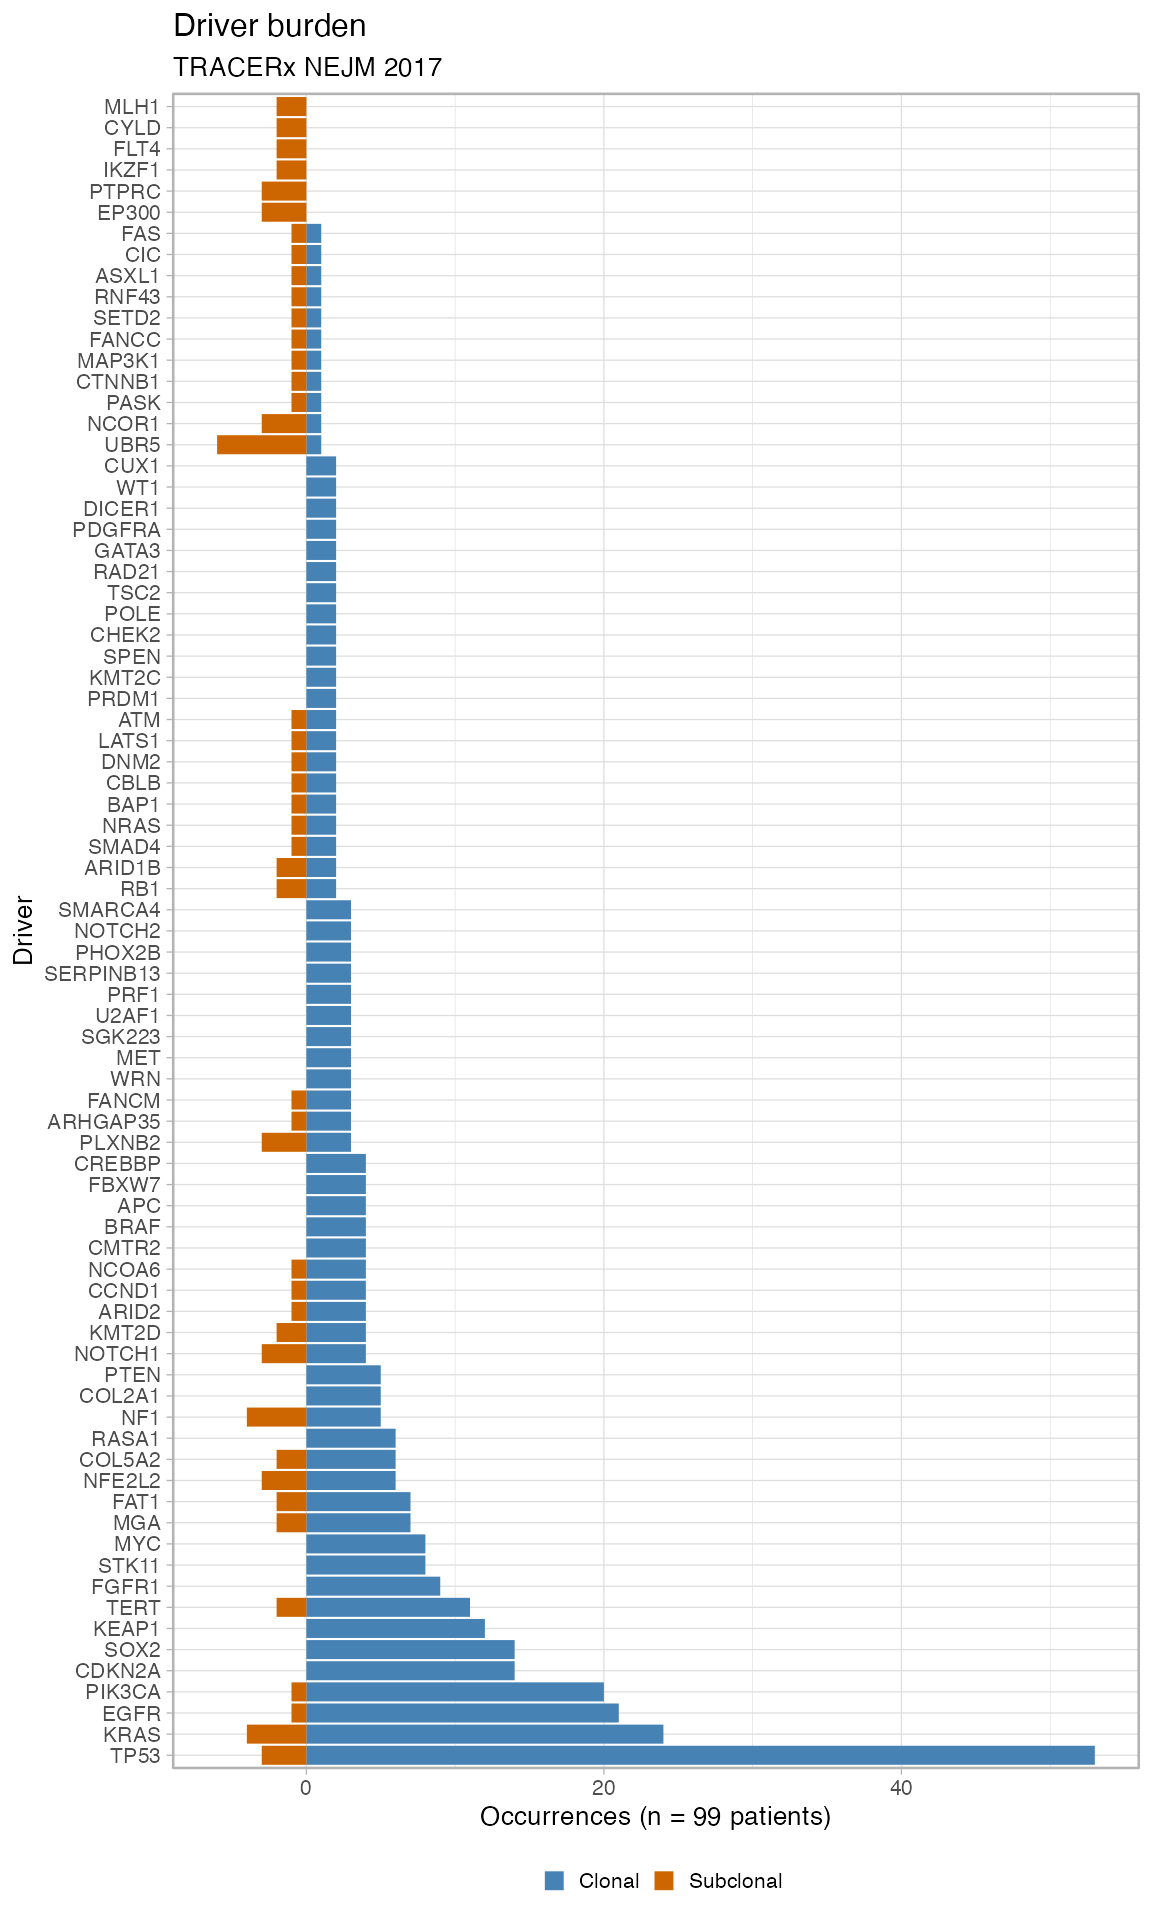 Driver burden
TRACERx NEJM 2017
MLH1
CYLD
FLT4
IKZF1
PTPRC
EP300
FAS
CIC
ASXL1
RNF43
SETD2
FANCC
MAP3K1
CTNNB1
PASK
NCOR1
UBR5
CUX1
WT1
DICER1
PDGFRA
GATA3
RAD21
TSC2
POLE
CHEK2
SPEN
KMT2C
PRDM1
ATM
LATS1
DNM2
CBLB
BAP1
NRAS
SMAD4
ARID1B
RB1
SMARCA4
NOTCH2
PHOX2B
SERPINB13
PRF1
U2AF1
SGK223
MET
WRN
FANCM
ARHGAP35
PLXNB2
CREBBP
FBXW7
APC
BRAF
CMTR2
NCOA6
CCND1
ARID2
KMT2D
NOTCH1
PTEN
COL2A1
NF1
RASA1
COL5A2
NFE2L2
FAT1
MGA
MYC
STK11
FGFR1
TERT
KEAP1
SOX2
CDKN2A
PIK3CA
EGFR
KRAS
TP53
Driver
0 20 40
Occurrences (n = 99 patients)
Clonal Subclonal